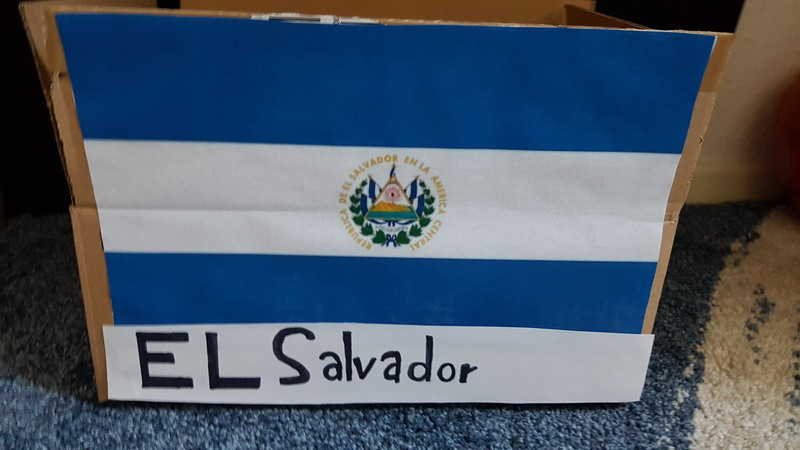 REPUBLICA DE EL SALVADOR EN LA AMERICA CENTRAL
EL Salvador